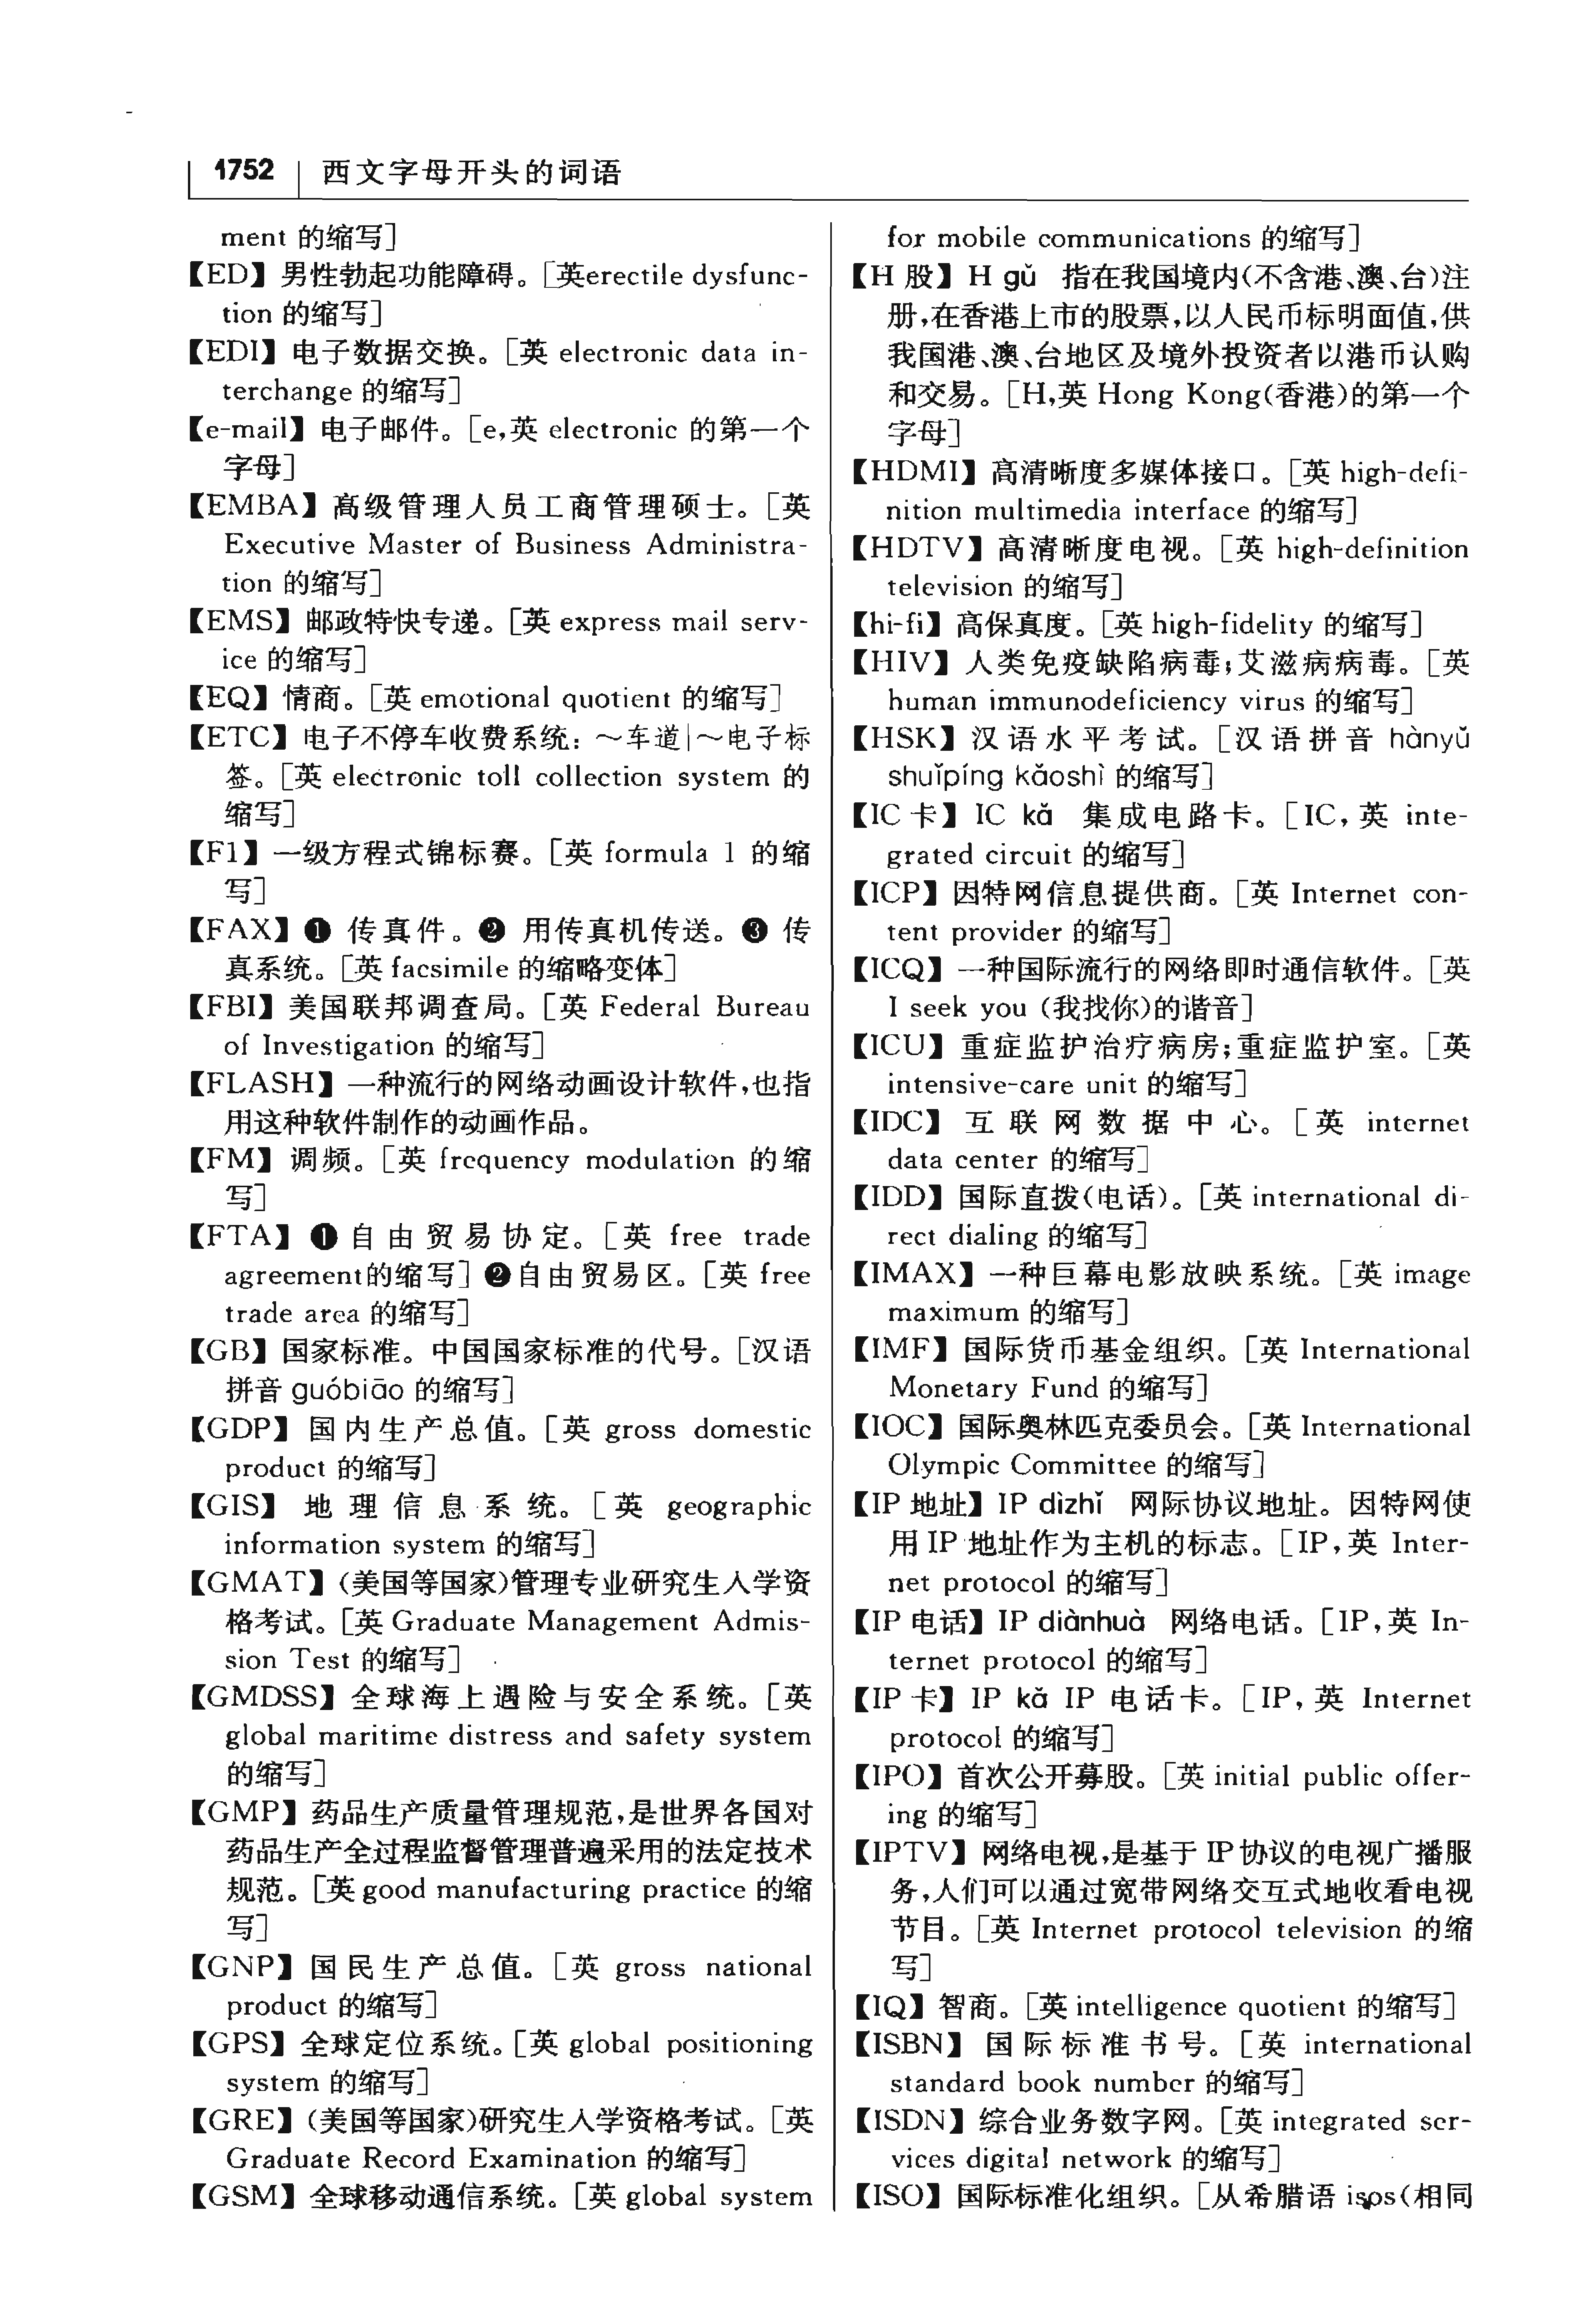 1752 西文字母开头的词语
ment 的缩写]
【ED】男性勃起功能障碍。[英erectile dysfunc-
tion 的缩写]
【EDI】电子数据交换。[英 electronic data in-
terchange 的缩写]
【e-mail】电子邮件。[e,英 electronic 的第一个
字母]
【EMBA】高级管理人员工商管理硕士。[英
Executive Master of Business Administra-
tion 的缩写]
【EMS】邮政特快专递。[英 express mail serv-
ice 的缩写]
【EQ】情商。[英 emotional quotient 的缩写]
【ETC】电子不停车收费系统:～车道|～电子标
签。[英 electronic toll collection system 的
缩写]
【F1】一级方程式锦标赛。[英 formula 1 的缩
写]
【FAX】❶ 传真件。❷ 用传真机传送。❸ 传
真系统。[英 facsimile 的缩略变体]
【FBI】美国联邦调查局。[英 Federal Bureau
of Investigation 的缩写]
【FLASH】一种流行的网络动画设计软件,也指
用这种软件制作的动画作品。
【FM】调频。[英 frequency modulation 的缩
写]
【FTA】❶自由贸易协定。[英 free trade
agreement的缩写]❷自由贸易区。[英 free
trade area 的缩写]
【GB】国家标准。中国国家标准的代号。[汉语
拼音 guóbiāo 的缩写]
【GDP】国内生产总值。[英 gross domestic
product 的缩写]
【GIS】地理信息系统。[英 geographic
information system 的缩写]
【GMAT】(美国等国家)管理专业研究生入学资
格考试。[英 Graduate Management Admis-
sion Test 的缩写]
【GMDSS】全球海上遇险与安全系统。[英
global maritime distress and safety system
的缩写]
【GMP】药品生产质量管理规范,是世界各国对
药品生产全过程监督管理普遍采用的法定技术
规范。[英 good manufacturing practice 的缩
写]
【GNP】国民生产总值。[英 gross national
product 的缩写]
【GPS】全球定位系统。[英 global positioning
system 的缩写]
【GRE】(美国等国家)研究生入学资格考试。[英
Graduate Record Examination 的缩写]
【GSM】全球移动通信系统。[英 global system
for mobile communications 的缩写]
【H 股】H gǔ 指在我国境内(不含港、澳、台)注
册,在香港上市的股票,以人民币标明面值,供
我国港、澳、台地区及境外投资者以港币认购
和交易。[H,英 Hong Kong(香港)的第一个
字母]
【HDMI】高清晰度多媒体接口。[英 high-defi-
nition multimedia interface 的缩写]
【HDTV】高清晰度电视。[英 high-definition
television 的缩写]
【hi-fi】高保真度。[英 high-fidelity 的缩写]
【HIV】人类免疫缺陷病毒;艾滋病病毒。[英
human immunodeficiency virus 的缩写]
【HSK】汉语水平考试。[汉语拼音 hànyǔ
shuǐpíng kǎoshì 的缩写]
【IC 卡】IC kǎ 集成电路卡。[IC,英 inte-
grated circuit 的缩写]
【ICP】因特网信息提供商。[英 Internet con-
tent provider 的缩写]
【ICQ】一种国际流行的网络即时通信软件。[英
I seek you (我找你)的谐音]
【ICU】重症监护治疗病房;重症监护室。[英
intensive-care unit 的缩写]
【IDC】互联网数据中心。[英 internet
data center 的缩写]
【IDD】国际直拨(电话)。[英 international di-
rect dialing 的缩写]
【IMAX】一种巨幕电影放映系统。[英 image
maximum 的缩写]
【IMF】国际货币基金组织。[英 International
Monetary Fund 的缩写]
【IOC】国际奥林匹克委员会。[英 International
Olympic Committee 的缩写]
【IP 地址】IP dìzhǐ 网际协议地址。因特网使
用 IP 地址作为主机的标志。[IP,英 Inter-
net protocol 的缩写]
【IP 电话】IP diànhuà 网络电话。[IP,英 In-
ternet protocol 的缩写]
【IP 卡】IP kǎ IP 电话卡。[IP,英 Internet
protocol 的缩写]
【IPO】首次公开募股。[英 initial public offer-
ing 的缩写]
【IPTV】网络电视,是基于 IP 协议的电视广播服
务,人们可以通过宽带网络交互式地收看电视
节目。[英 Internet protocol television 的缩
写]
【IQ】智商。[英 intelligence quotient 的缩写]
【ISBN】国际标准书号。[英 international
standard book number 的缩写]
【ISDN】综合业务数字网。[英 integrated ser-
vices digital network 的缩写]
【ISO】国际标准化组织。[从希腊语 isos(相同